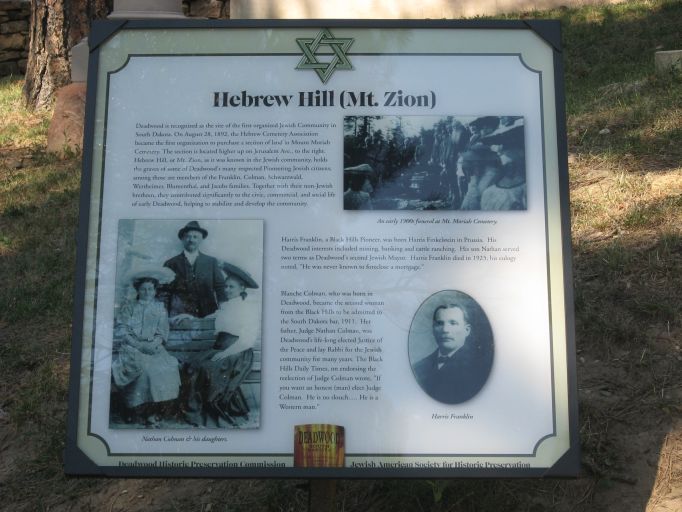 Hebrew Hill (Mt. Zion)
Deadwood is recognized as the site of the first organized Jewish Community in
South Dakota. On August 28, 1892, the Hebrew Cemetery Association
became the first organization to purchase a section of land in Mount Moriah
Cemetery. The section is located higher up on Jerusalem Ave., to the right.
Hebrew Hill, or Mt. Zion, as it was known in the Jewish community, holds
the graves of some of Deadwood's many respected Pioneering Jewish citizens,
among those are members of the Franklin, Colman, Schwarzwald,
Wertheimer, Blumenthal, and Jacobs families. Together with their non-Jewish
brethren, they contributed significantly to the civic, commercial, and social life
of early Deadwood, helping to stabilize and develop the community.
An early 1900s funeral at Mt. Moriah Cemetery.
Harris Franklin, a Black Hills Pioneer, was born Harris Finkelstein in Prussia. His
Deadwood interests included mining, banking and cattle ranching. His son Nathan served
two terms as Deadwood's second Jewish Mayor. Harris Franklin died in 1923; his eulogy
noted, "He was never known to foreclose a mortgage."
Blanche Colman, who was born in
Deadwood, became the second woman
from the Black Hills to be admitted to
the South Dakota bar, 1911. Her
father, Judge Nathan Colman, was
Deadwood's life-long elected Justice of
the Peace and lay Rabbi for the Jewish
community for many years. The Black
Hills Daily Times, on endorsing the
reelection of Judge Colman wrote, "If
you want an honest (man) elect Judge
Colman. He is no slouch.... He is a
Western man."
Nathan Colman & his daughters.
Harris Franklin
DEADWOOD
Deadwood Historic Preservation Commission
Jewish American Society for Historic Preservation